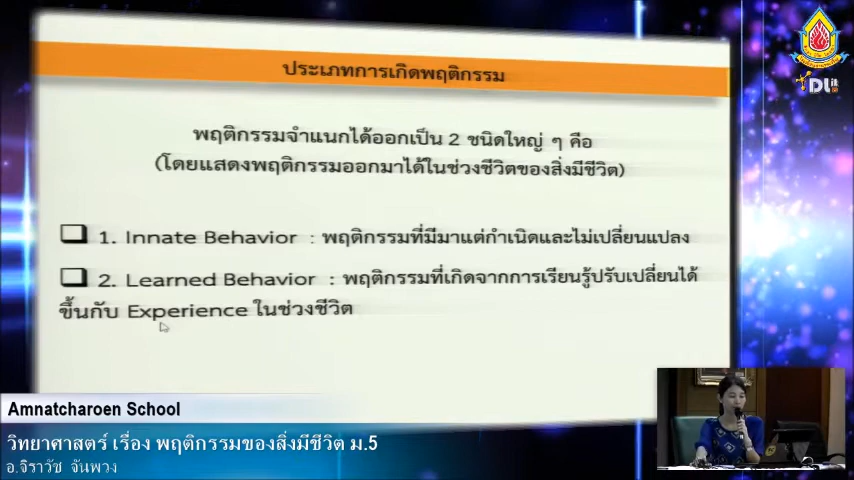 ประเภทการเกิดพฤติกรรม
พฤติกรรมจำแนกได้ออกเป็น 2 ชนิดใหญ่ ๆ คือ
(โดยแสดงพฤติกรรมออกมาได้ในช่วงชีวิตของสิ่งมีชีวิต)
1. Innate Behavior : พฤติกรรมที่มีมาแต่กำเนิดและไม่เปลี่ยนแปลง
2. Learned Behavior : พฤติกรรมที่เกิดจากการเรียนรู้ปรับเปลี่ยนได้
ขึ้นกับ Experience ในช่วงชีวิต
DLit
Amnatcharoen School
วิทยาศาสตร์ เรื่อง พฤติกรรมของสิ่งมีชีวิต ม.5
อ.จิราวัช จันพวง